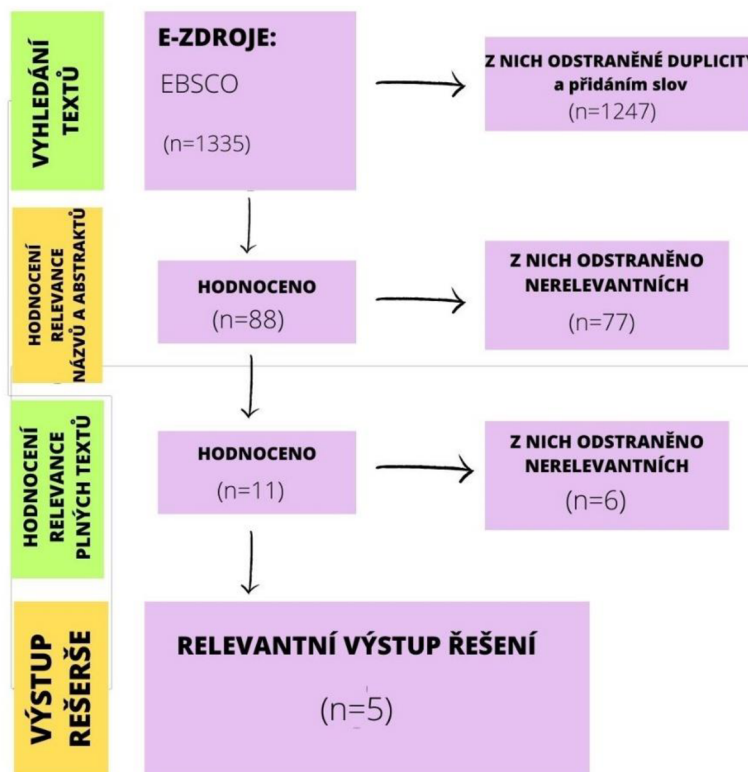 VYHLEDÁNÍ
TEXTŮ
E-ZDROJE:
EBSCO
(n=1335)
Z NICH ODSTRANĚNÉ DUPLICITY
a přidáním slov
(n=1247)
HODNOCENÍ
RELEVANCE
NÁZVŮ A ABSTRAKTŮ
HODNOCENO
(n=88)
Z NICH ODSTRANĚNO
NERELEVANTNÍCH
(n=77)
HODNOCENÍ
RELEVANCE
PLNÝCH TEXTŮ
HODNOCENO
(n=11)
Z NICH ODSTRANĚNO
NERELEVANTNÍCH
(n=6)
VÝSTUP
REŠERŠE
RELEVANTNÍ VÝSTUP ŘEŠENÍ
(n=5)